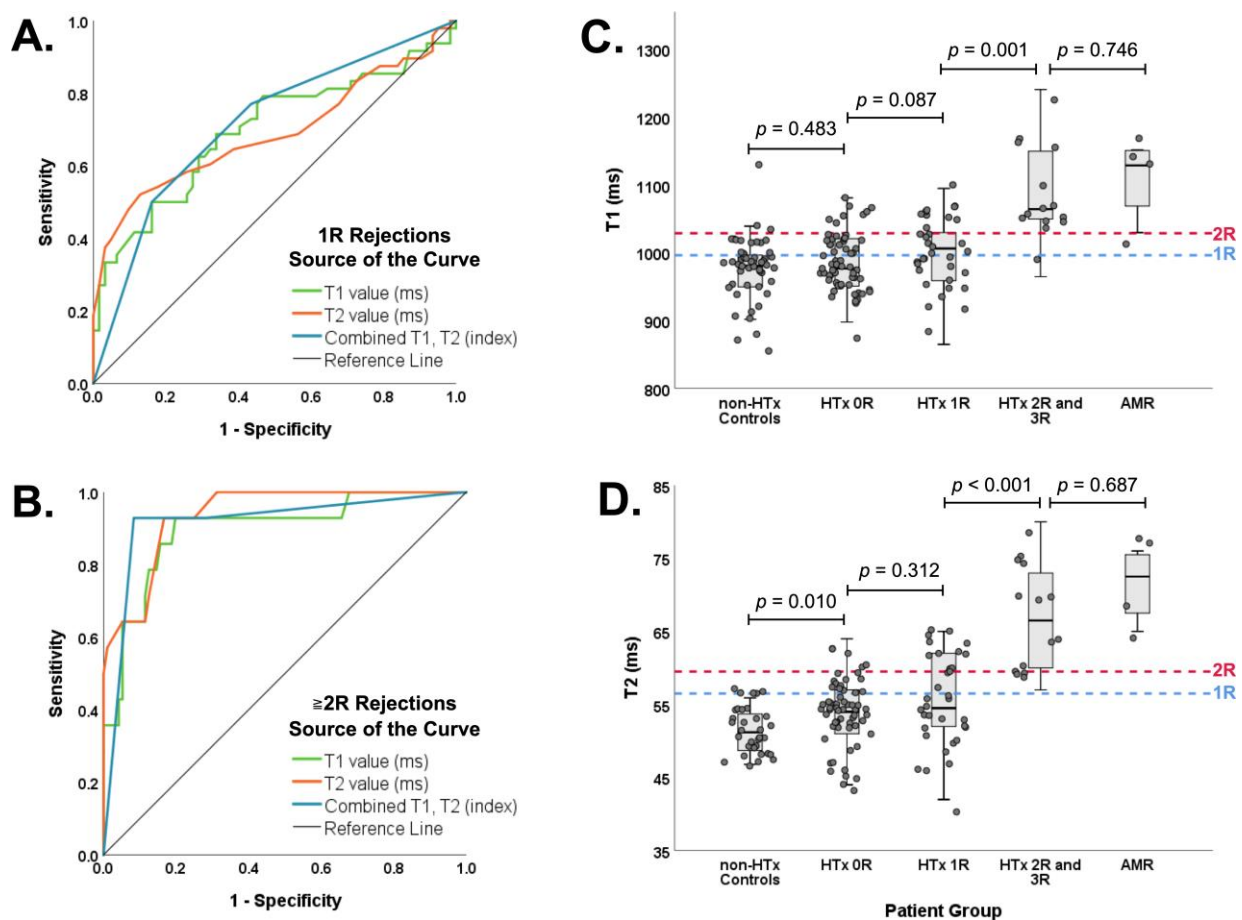 A.
1.0
0.8
0.6
0.4
0.2
0.0
Sensitivity
0.0 0.2 0.4 0.6 0.8 1.0
1 - Specificity
1R Rejections
Source of the Curve
T1 value (ms)
T2 value (ms)
Combined T1, T2 (index)
Reference Line
B.
1.0
0.8
0.6
0.4
0.2
0.0
Sensitivity
0.0 0.2 0.4 0.6 0.8 1.0
1 - Specificity
≧2R Rejections
Source of the Curve
T1 value (ms)
T2 value (ms)
Combined T1, T2 (index)
Reference Line
C.
1300
1200
1100
1000
900
800
T1 (ms)
p = 0.483
p = 0.087
p = 0.001
p = 0.746
2R
1R
non-HTx Controls
HTx 0R
HTx 1R
HTx 2R and 3R
AMR
D.
85
75
65
55
45
35
T2 (ms)
p = 0.010
p = 0.312
p < 0.001
p = 0.687
2R
1R
non-HTx Controls
HTx 0R
HTx 1R
HTx 2R and 3R
AMR
Patient Group